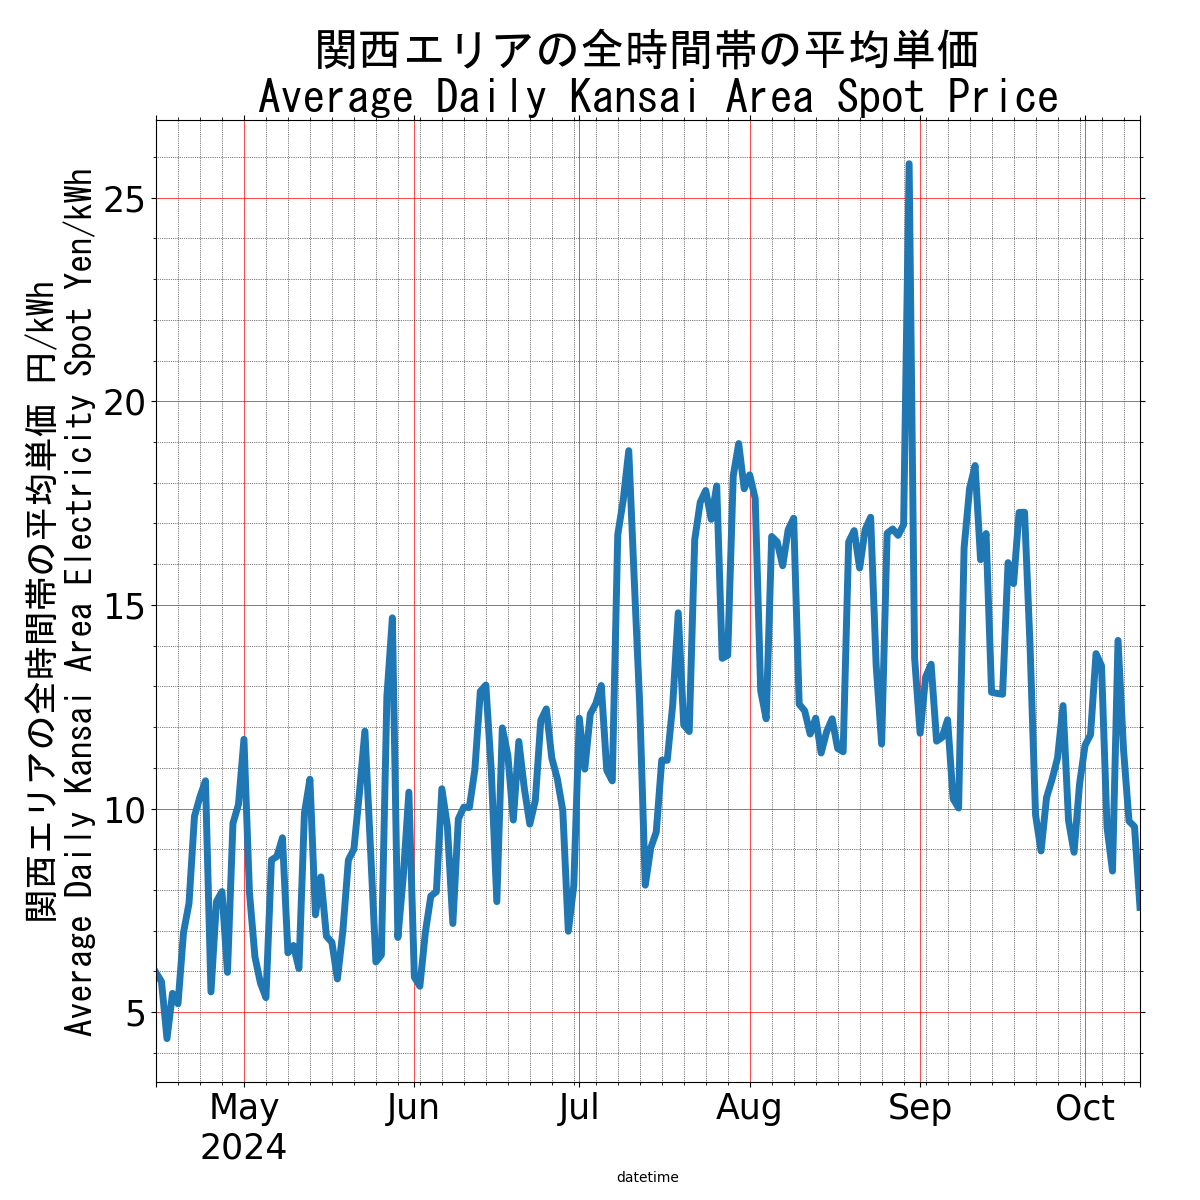 関西エリアの全時間帯の平均単価
Average Daily Kansai Area Spot Price
関西エリアの全時間帯の平均単価 円/kWh
Average Daily Kansai Area Electricity Spot Yen/kWh
25
20
15
10
5
May
2024
Jun
Jul
Aug
Sep
Oct
datetime